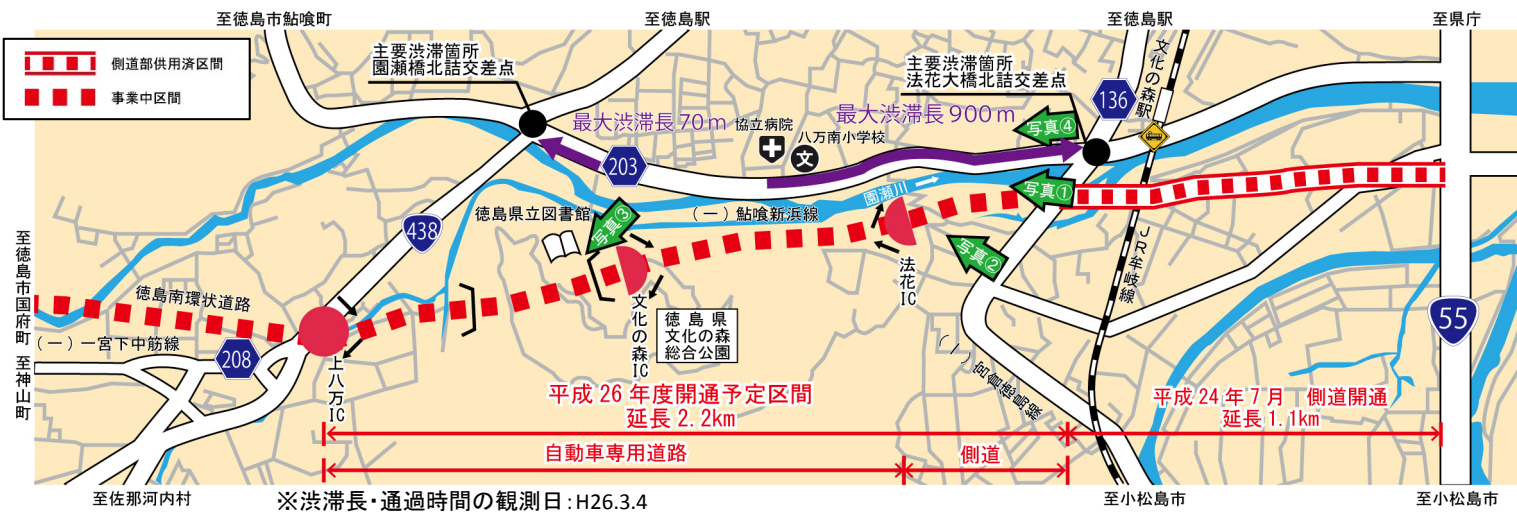 至徳島市鮎喰町
至徳島駅
至徳島駅
至県庁
側道部供用済区間
事業中区間
主要渋滞箇所
園瀬橋北詰交差点
主要渋滞箇所
法花大橋北詰交差点
文化の森駅
136
最大渋滞長70m
協立病院
最大渋滞長900m
写真④
八万南小学校
文
203
写真①
園瀬川
徳島県立図書館
写真③
(一)鮎喰新浜線
438
写真②
JR牟岐線
法花IC
至徳島市国府町
徳島南環状道路
文化の森IC
徳島県
文化の森
総合公園
55
(一)一宮下中筋線
208
上八万IC
(一)宮倉徳島線
至神山町
平成26年度開通予定区間
延長2.2km
平成24年7月 側道開通
延長1.1km
自動車専用道路
側道
至佐那河内村
※渋滞長・通過時間の観測日:H26.3.4
至小松島市
至小松島市